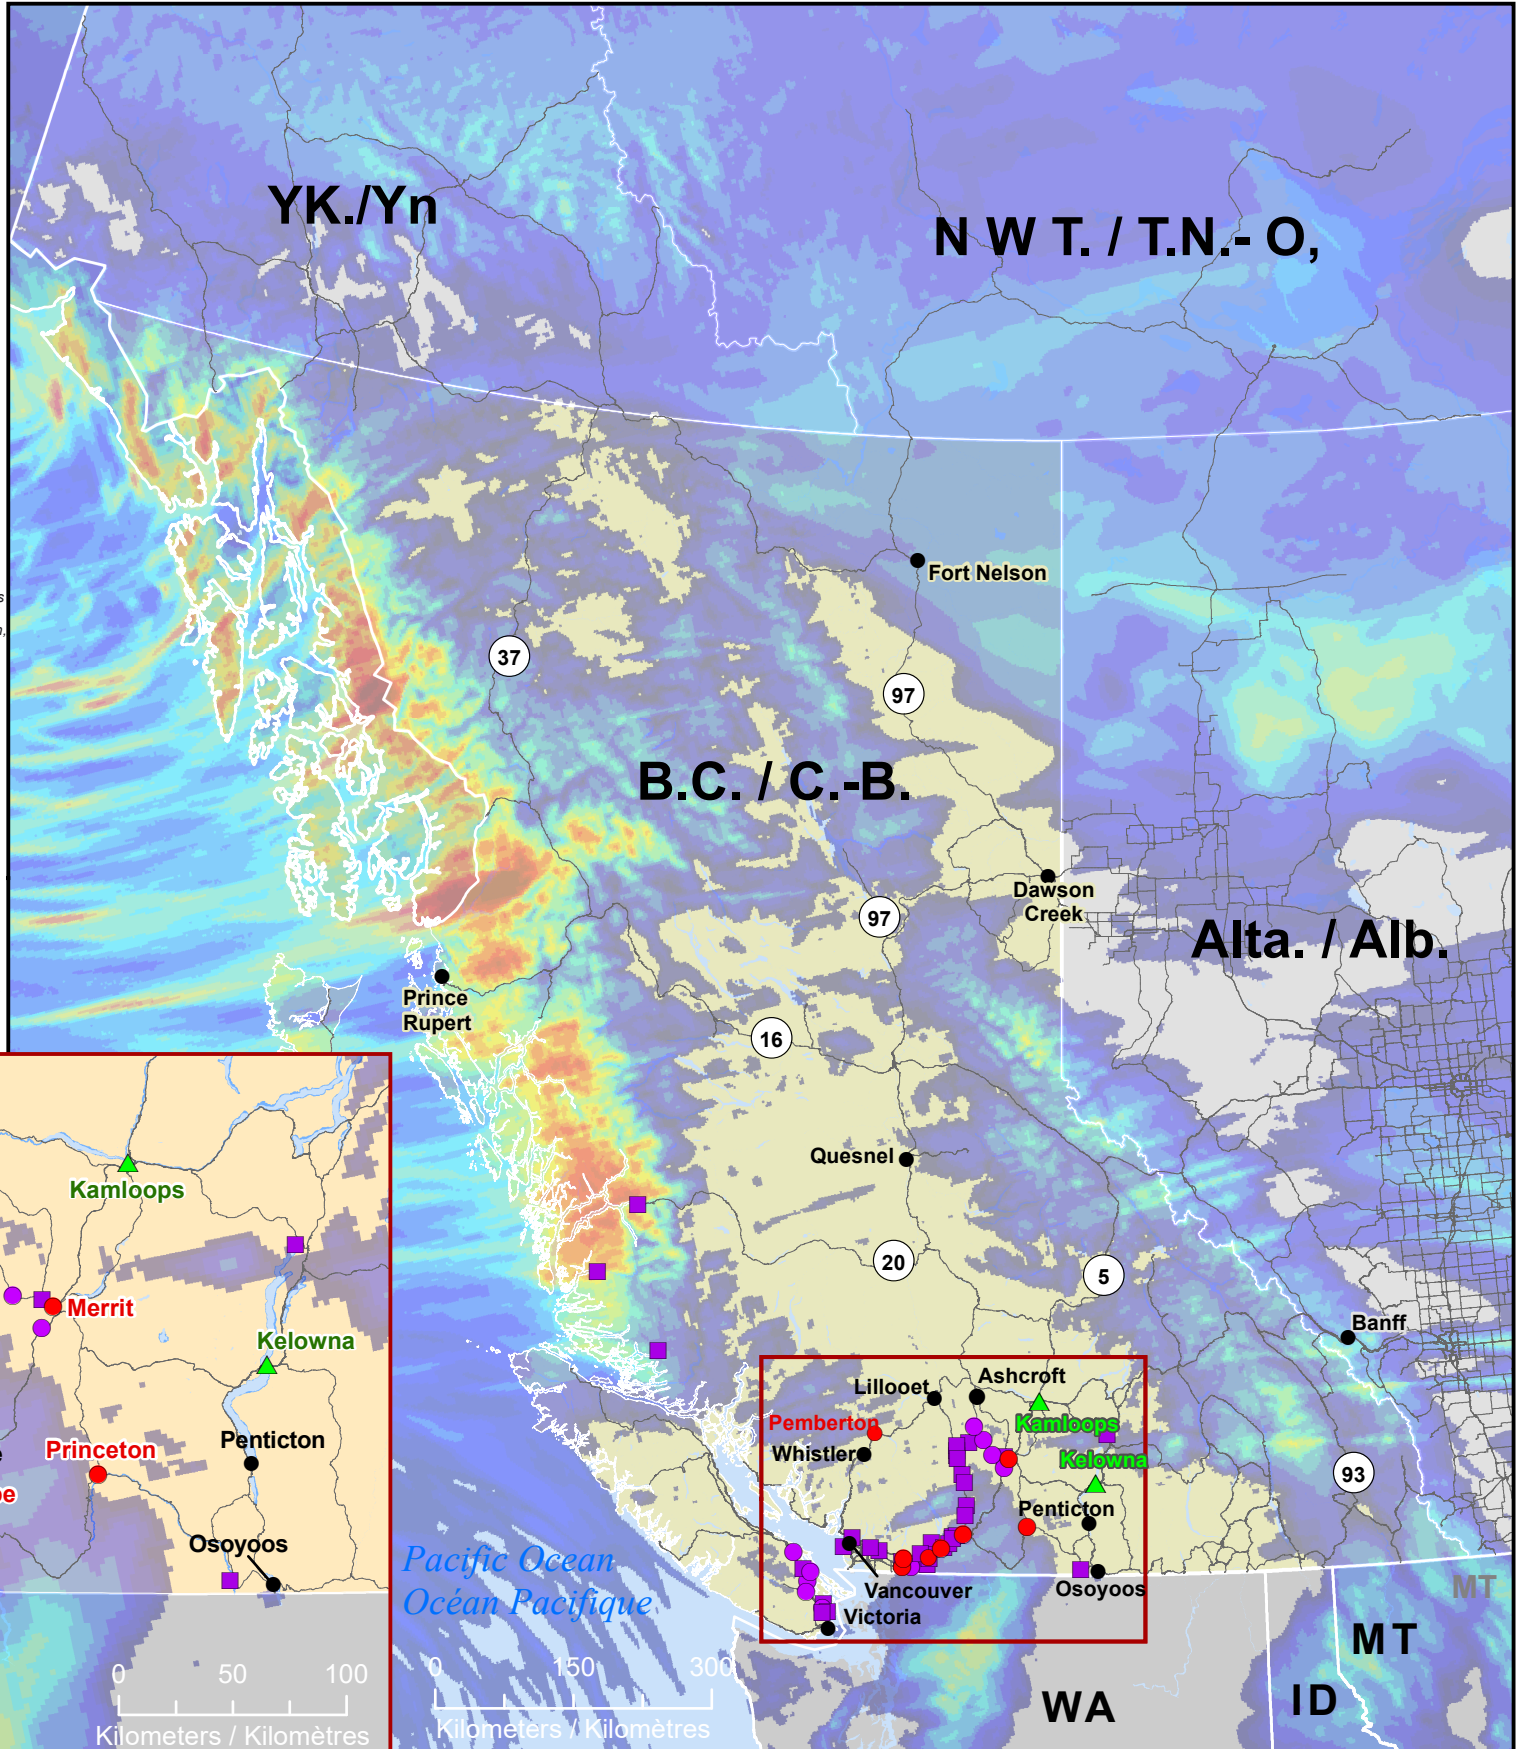 YK./Yn
N W T. / T.N.- O,
Fort Nelson
37
97
B.C. / C.-B.
Dawson
Creek
97
Alta. / Alb.
Prince
Rupert
16
Quesnel
20
5
Banff
Kamloops
Merrit
Kelowna
Princeton
Penticton
Osoyoos
0 50 100
Kilometers / Kilomètres
Lillooet
Ashcroft
Pemberton
Kamloops
Whistler
Kelowna
93
Penticton
Vancouver
Osoyoos
Victoria
Pacific Ocean
Océan Pacifique
0 150 300
Kilometers / Kilomètres
MT
MT
WA
ID